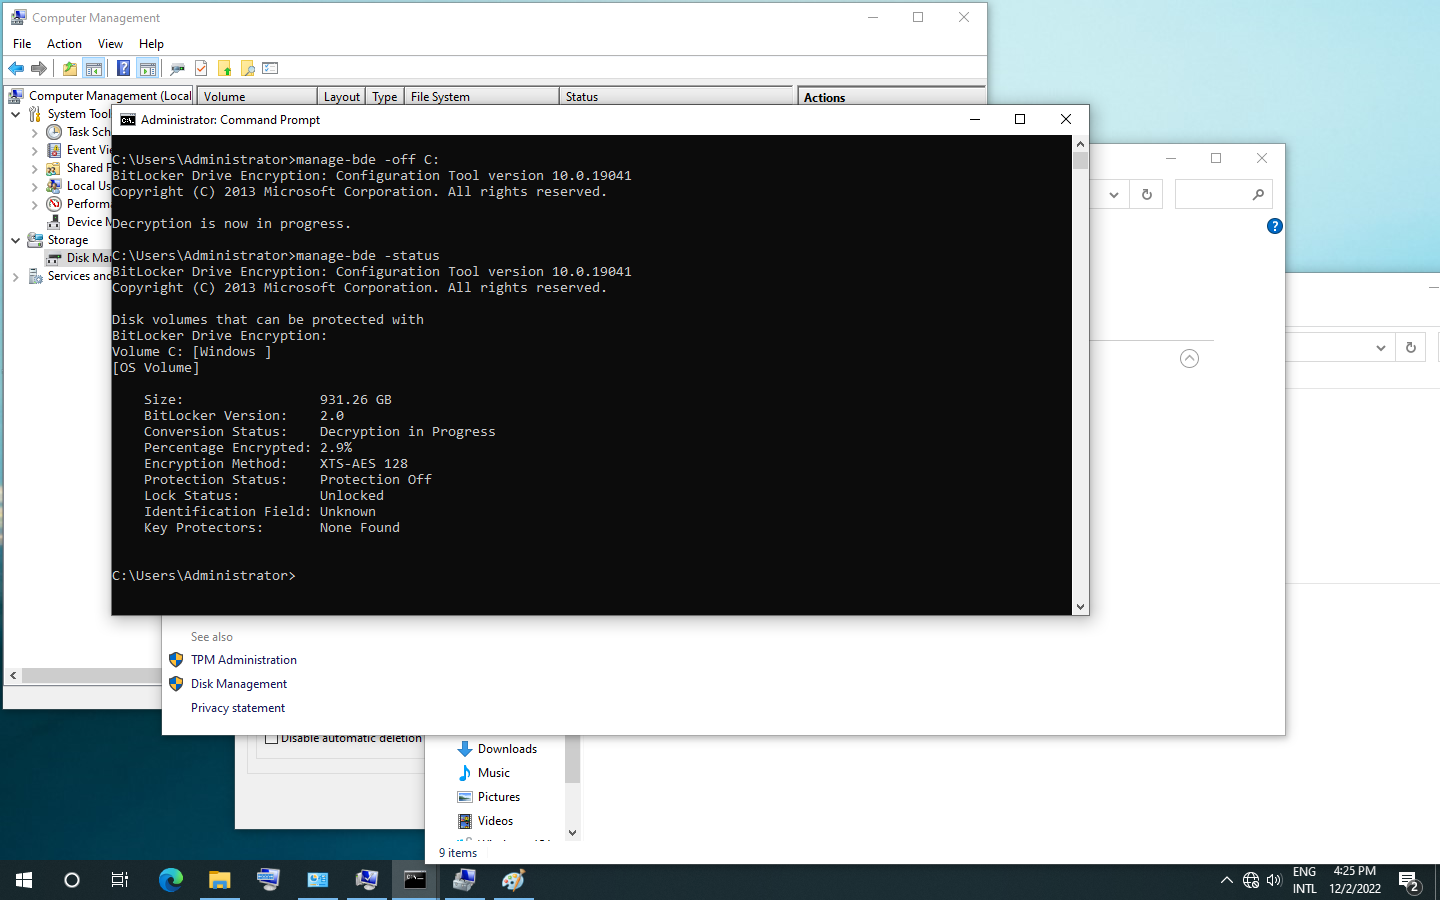 Computer Management
File Action View Help
Computer Management (Local
Volume Layout Type File System Status
Actions
System Tool
Task Sch
Event Vi
Shared F
Local Us
Perform
Device M
Storage
Disk Mar
Services and
Administrator: Command Prompt
C:\Users\Administrator>manage-bde -off C:
BitLocker Drive Encryption: Configuration Tool version 10.0.19041
Copyright (C) 2013 Microsoft Corporation. All rights reserved.
Decryption is now in progress.
C:\Users\Administrator>manage-bde -status
BitLocker Drive Encryption: Configuration Tool version 10.0.19041
Copyright (C) 2013 Microsoft Corporation. All rights reserved.
Disk volumes that can be protected with
BitLocker Drive Encryption:
Volume C: [Windows ]
[OS Volume]
Size: 931.26 GB
BitLocker Version: 2.0
Conversion Status: Decryption in Progress
Percentage Encrypted: 2.9%
Encryption Method: XTS-AES 128
Protection Status: Protection Off
Lock Status: Unlocked
Identification Field: Unknown
Key Protectors: None Found
C:\Users\Administrator>
See also
TPM Administration
Disk Management
Privacy statement
Disable automatic deletion
Downloads
Music
Pictures
Videos
9 items
ENG
INTL
4:25 PM
12/2/2022
2